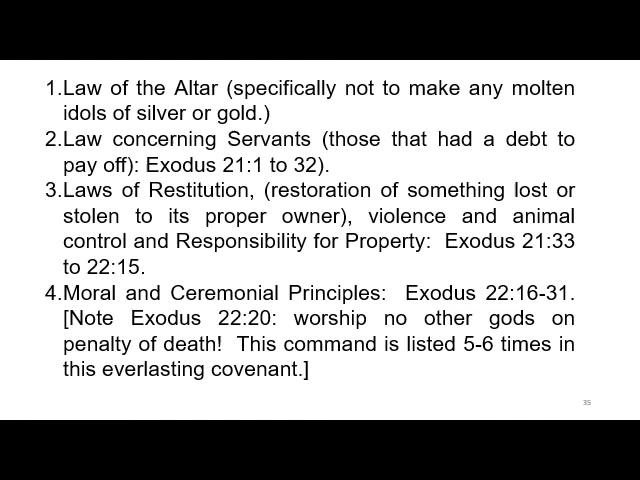 1.Law of the Altar (specifically not to make any molten
idols of silver or gold.)
2.Law concerning Servants (those that had a debt to
pay off): Exodus 21:1 to 32).
3.Laws of Restitution, (restoration of something lost or
stolen to its proper owner), violence and animal
control and Responsibility for Property:  Exodus 21:33
to 22:15.
4.Moral and Ceremonial Principles:  Exodus 22:16-31.
[Note Exodus 22:20: worship no other gods on
penalty of death!  This command is listed 5-6 times in
this everlasting covenant.]
35